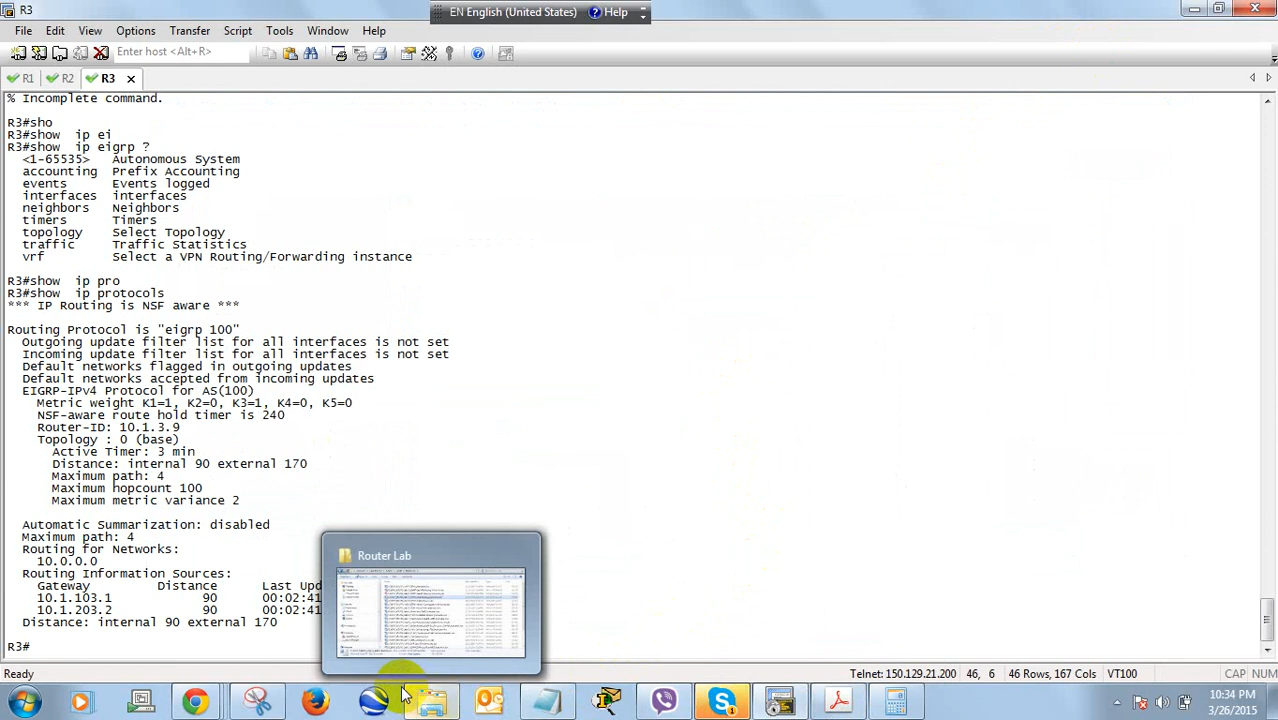 R3
EN English (United States) Help
File Edit View Options Transfer Script Tools Window Help
Enter host <Alt+R>
R1 R2 R3
% Incomplete command.
R3#sho
R3#show  ip ei
R3#show  ip eigrp ?
<1-65535>   Autonomous System
accounting  Prefix Accounting
events      Events logged
interfaces  interfaces
neighbors   Neighbors
timers      Timers
topology    Select Topology
traffic     Traffic Statistics
vrf         Select a VPN Routing/Forwarding instance
R3#show  ip pro
R3#show  ip protocols
*** IP Routing is NSF aware ***
Routing Protocol is "eigrp 100"
Outgoing update filter list for all interfaces is not set
Incoming update filter list for all interfaces is not set
Default networks flagged in outgoing updates
Default networks accepted from incoming updates
EIGRP-IPv4 Protocol for AS(100)
Metric weight K1=1, K2=0, K3=1, K4=0, K5=0
NSF-aware route hold timer is 240
Router-ID: 10.1.3.9
Topology : 0 (base)
Active Timer: 3 min
Distance: internal 90 external 170
Maximum path: 4
Maximum hopcount 100
Maximum metric variance 2
Automatic Summarization: disabled
Maximum path: 4
Routing for Networks:
10.0.0.0
Routing Information Sources:
Gateway         Distance      Last Upd
10.1.103.1 00:02:41
10.1.203.2 00:02:41
Distance: internal 90 external 170
R3#
Router Lab
Ready Telnet: 150.129.21.200 46, 6 46 Rows, 167 Cols VT100 CAP NUM
10:34 PM
3/26/2015